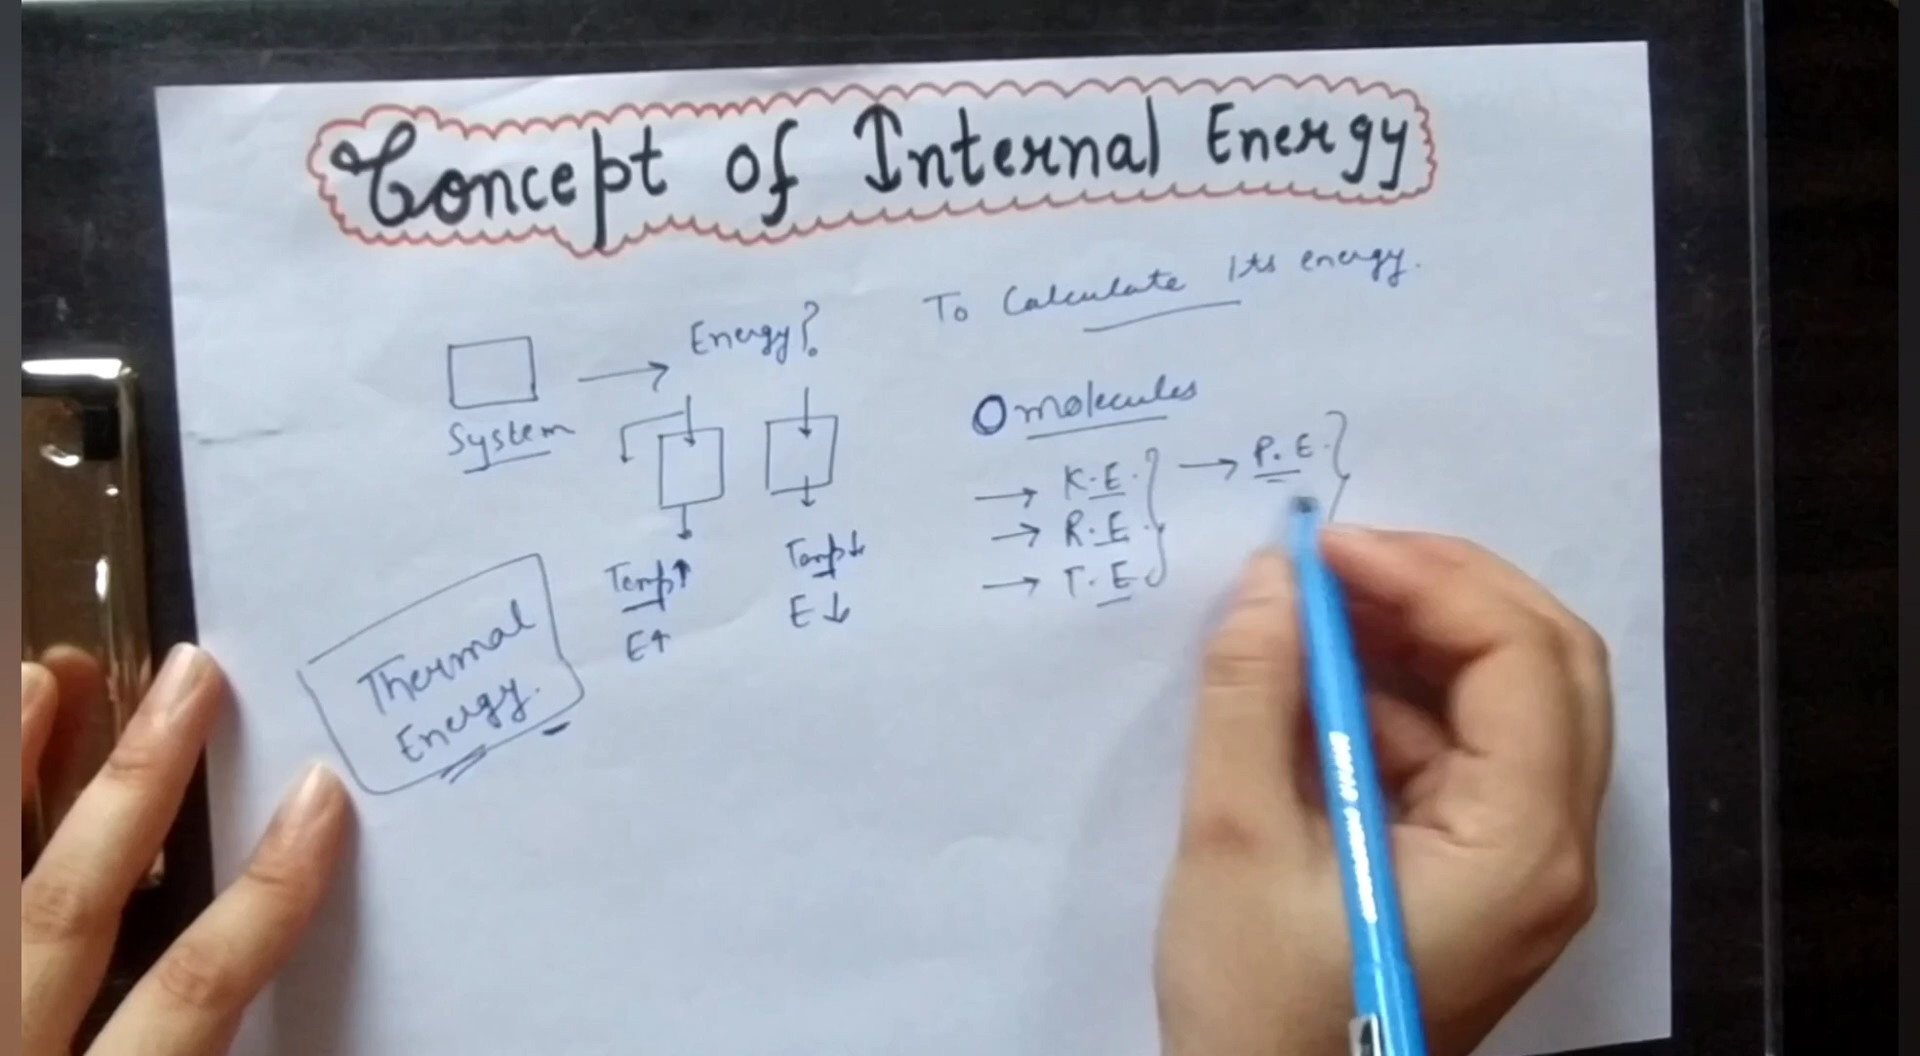 Concept of Internal Energy
To Calculate Its energy.
Energy?
System
O molecules
→ K.E. → P.E.
→ R.E.
→ T.E.
Temp↑
E↑
Temp↓
E↓
Thermal
Energy.